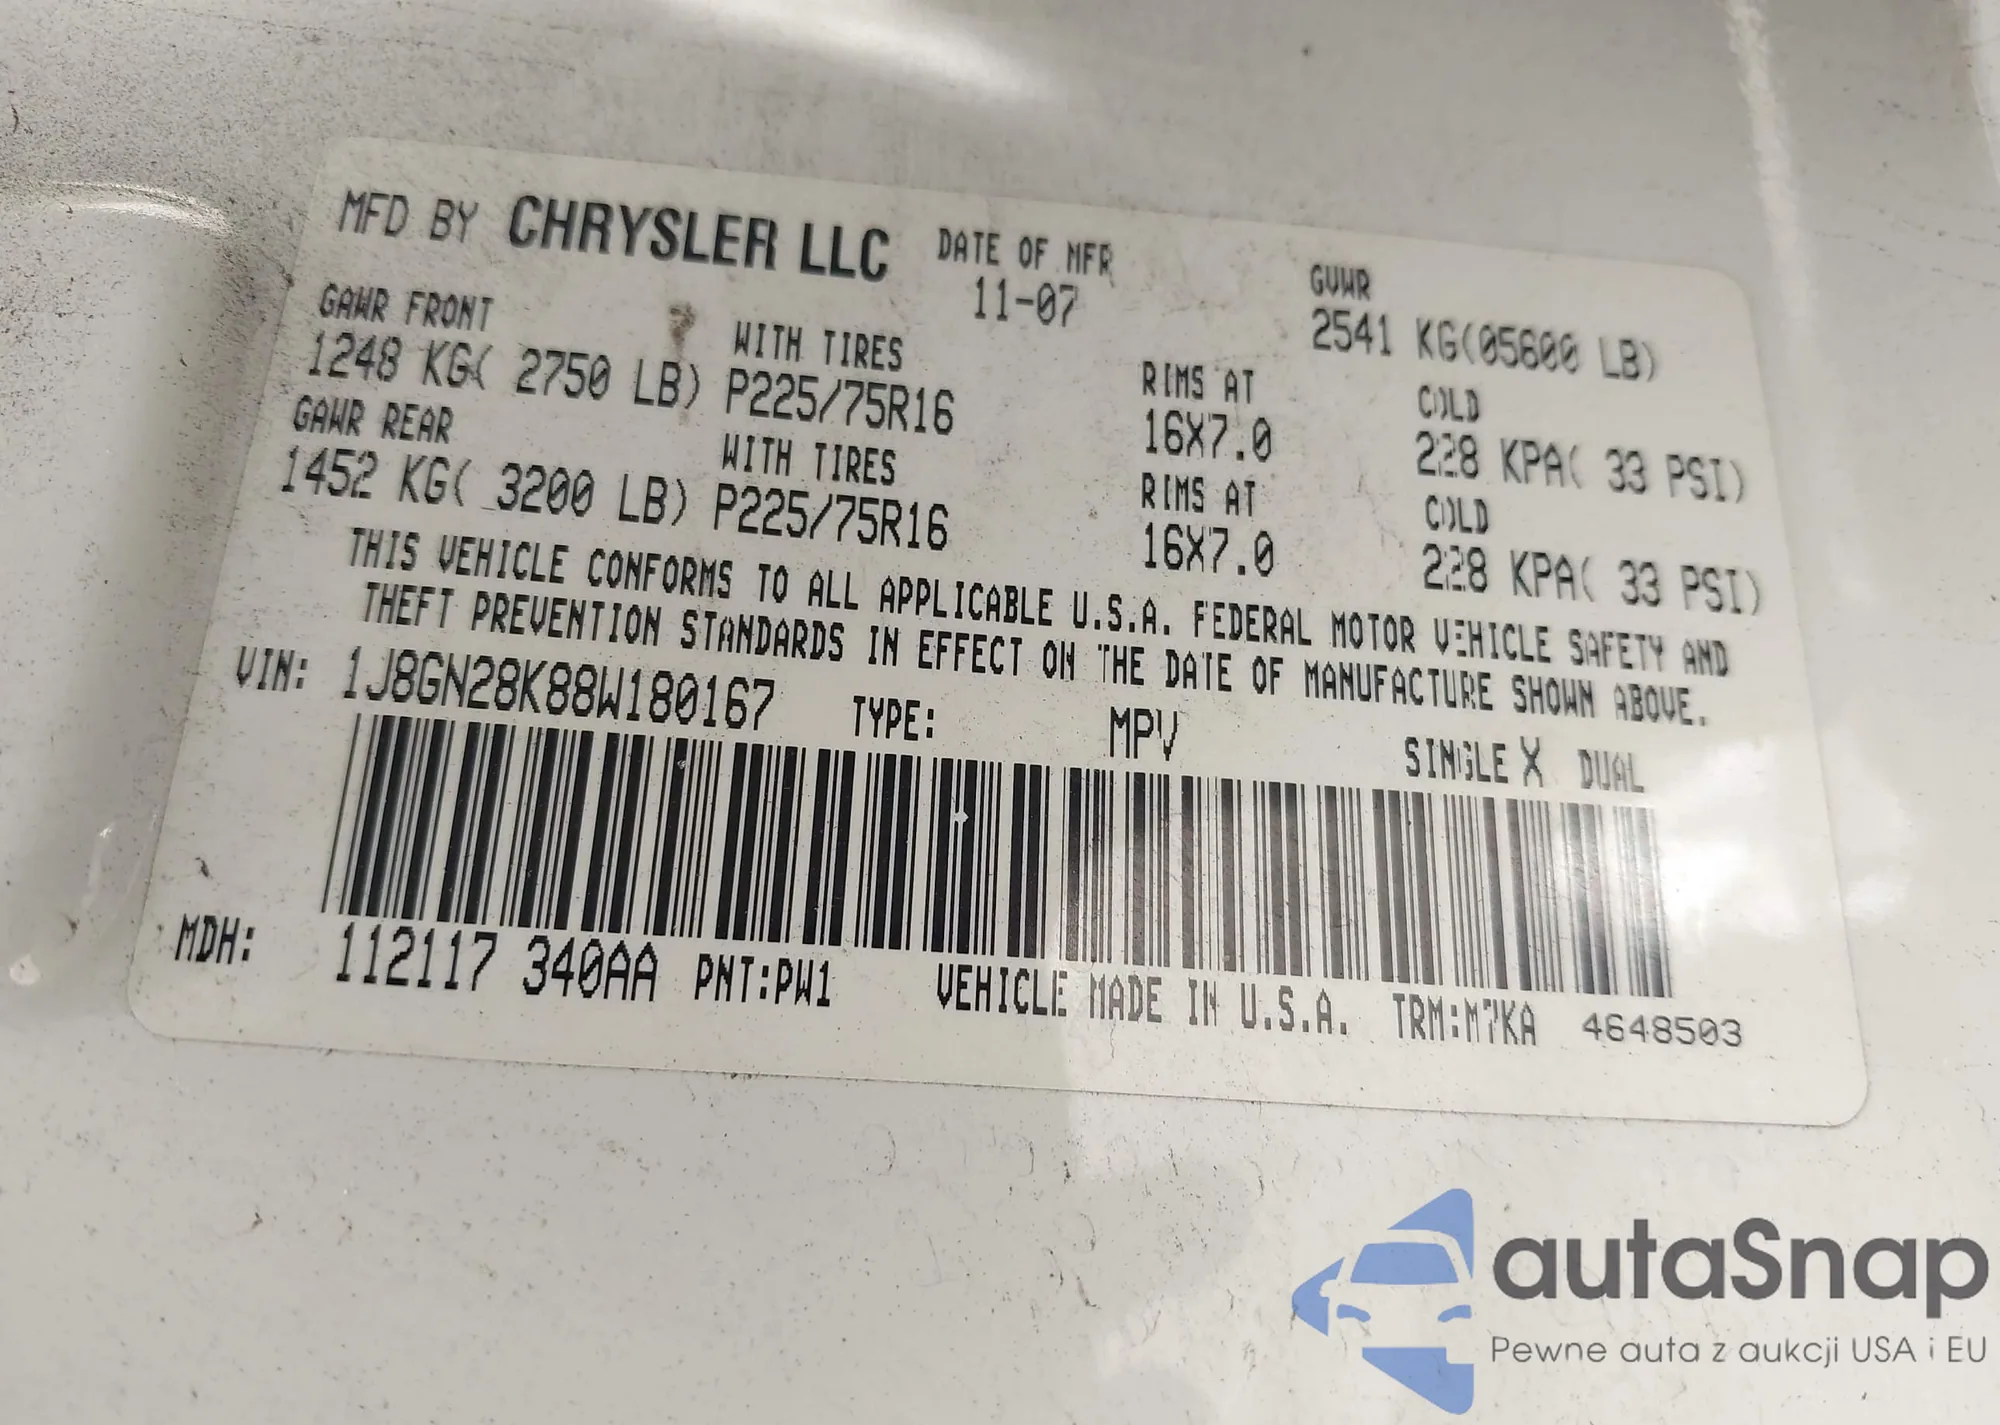 MFD BY CHRYSLER LLC DATE OF MFR GVWR
11-07 2541 KG(05600 LB)
GAWR FRONT WITH TIRES RIMS AT COLD
1248 KG( 2750 LB) P225/75R16 16X7.0 228 KPA( 33 PSI)
GAWR REAR WITH TIRES RIMS AT COLD
1452 KG( 3200 LB) P225/75R16 16X7.0 228 KPA( 33 PSI)
THIS VEHICLE CONFORMS TO ALL APPLICABLE U.S.A. FEDERAL MOTOR VEHICLE SAFETY AND
THEFT PREVENTION STANDARDS IN EFFECT ON THE DATE OF MANUFACTURE SHOWN ABOVE.
VIN: 1J8GN28K88W180167 TYPE: MPV SINGLE X DUAL
MDH: 112117 340AA PNT:PW1 VEHICLE MADE IN U.S.A. TRM:M7KA 4648503
autaSnap
Pewne auta z aukcji USA i EU